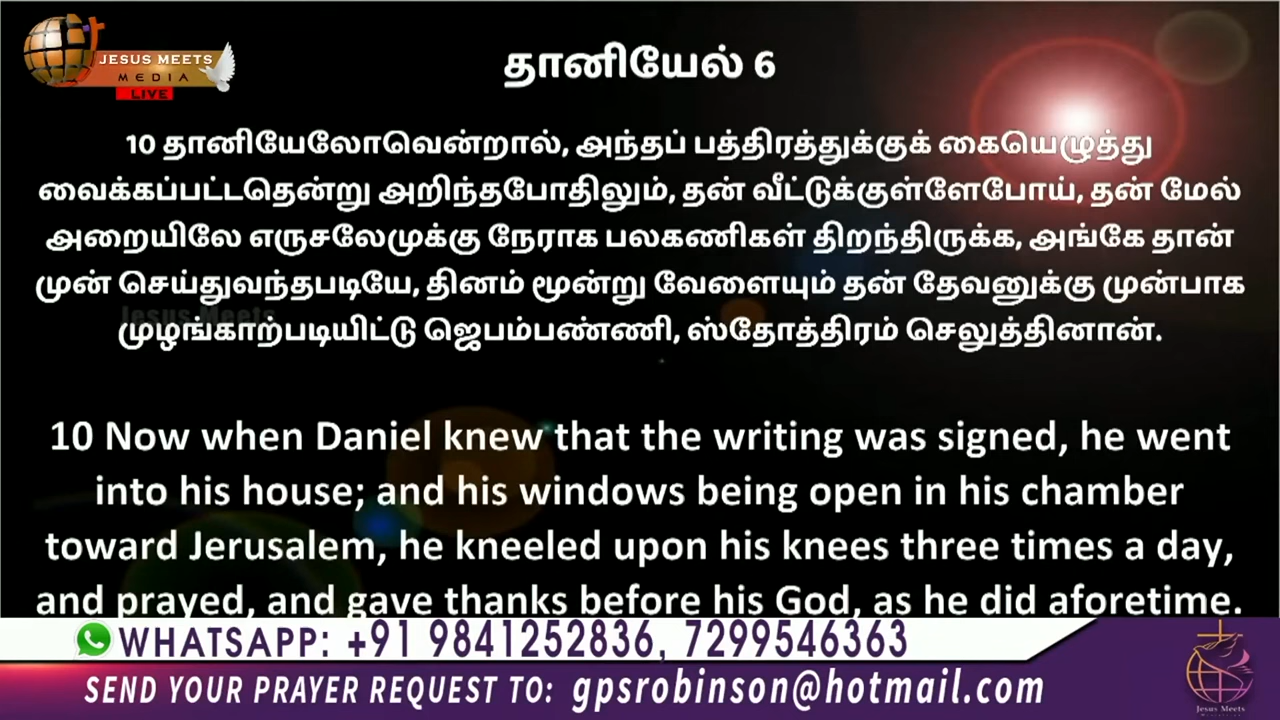 JESUS MEETS
MEDIA
LIVE
தானியேல் 6
10 தானியேலோவென்றால், அந்தப் பத்திரத்துக்குக் கையெழுத்து
வைக்கப்பட்டதென்று அறிந்தபோதிலும், தன் வீட்டுக்குள்ளேபோய், தன் மேல்
அறையிலே எருசலேமுக்கு நேராக பலகணிகள் திறந்திருக்க, அங்கே தான்
முன் செய்துவந்தபடியே, தினம் மூன்று வேளையும் தன் தேவனுக்கு முன்பாக
முழங்காற்படியிட்டு ஜெபம்பண்ணி, ஸ்தோத்திரம் செலுத்தினான்.
Jesus Meets
10 Now when Daniel knew that the writing was signed, he went
into his house; and his windows being open in his chamber
toward Jerusalem, he kneeled upon his knees three times a day,
and prayed, and gave thanks before his God, as he did aforetime.
WHATSAPP: +91 9841252836, 7299546363
SEND YOUR PRAYER REQUEST TO: gpsrobinson@hotmail.com
Jesus Meets